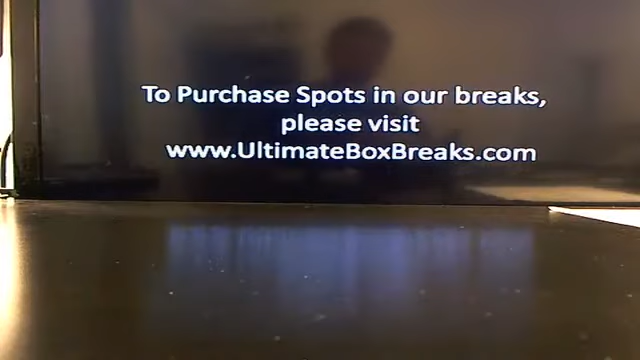 To Purchase Spots in our breaks,
please visit
www.UltimateBoxBreaks.com